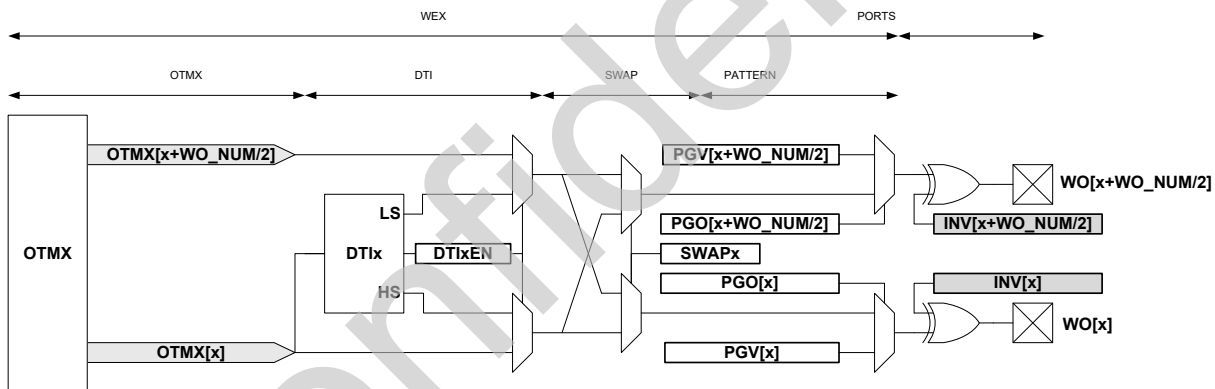 WEX PORTS
OTMX DTI SWAP PATTERN
OTMX[x+WO_NUM/2] PGV[x+WO_NUM/2]
WO[x+WO_NUM/2]
LS PGO[x+WO_NUM/2] INV[x+WO_NUM/2]
OTMX DTIx DTIxEN SWAPx
HS PGO[x] INV[x]
WO[x]
OTMX[x] PGV[x]